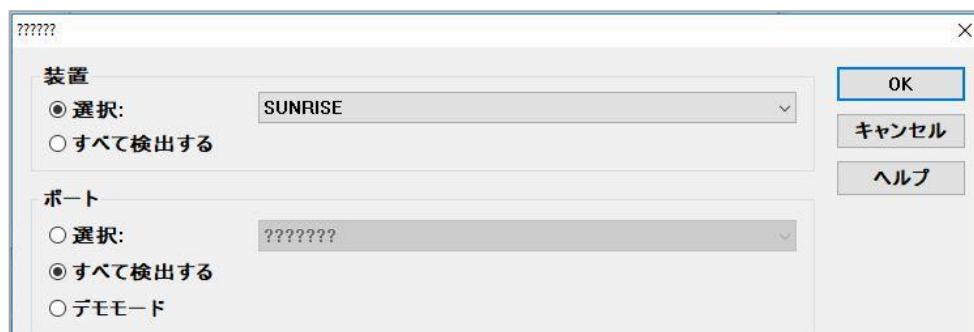 ??????
装置
選択:
SUNRISE
すべて検出する
OK
キャンセル
ヘルプ
ポート
選択:
???????
すべて検出する
デモモード